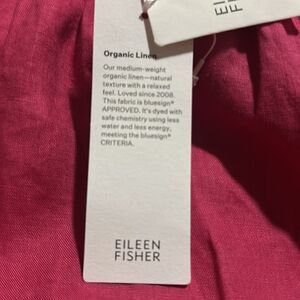 EILEEN
FI
Organic Linen
Our medium-weight
organic linen—natural
texture with a relaxed
feel. Loved since 2008.
This fabric is bluesign®
APPROVED. It's dyed with
safe chemistry using less
water and less energy,
meeting the bluesign®
CRITERIA.
EILEEN
FISHER